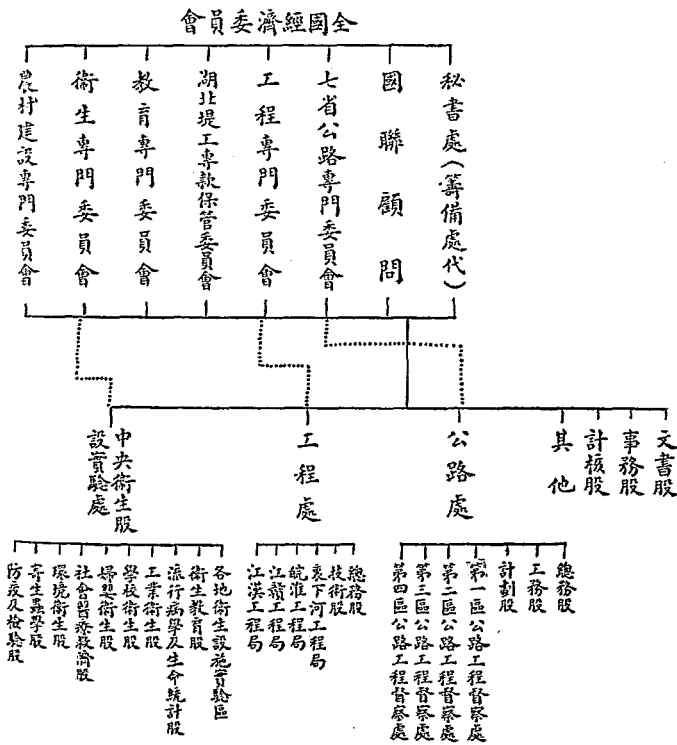 全國經濟委員會
秘書處(籌備處代)
國聯顧問
七省公路專門委員會
工程專門委員會
湖北堤工專款保管委員會
教育專門委員會
衛生專門委員會
農村建設專門委員會
文書股
事務股
計核股
其他
公路處
工程處
中央衛生股
設實驗處
總務股
工務股
計劃股
第一區公路工程督察處
第二區公路工程督察處
第三區公路工程督察處
第四區公路工程督察處
總務股
技術股
裏下河工程局
皖淮工程局
江贛工程局
江漢工程局
各地衛生設施實驗區
衛生教育股
流行病學及生命統計股
工業衛生股
學校衛生股
婦嬰衛生股
社會醫療救濟股
環境衛生股
寄生蟲學股
防疫及檢驗股